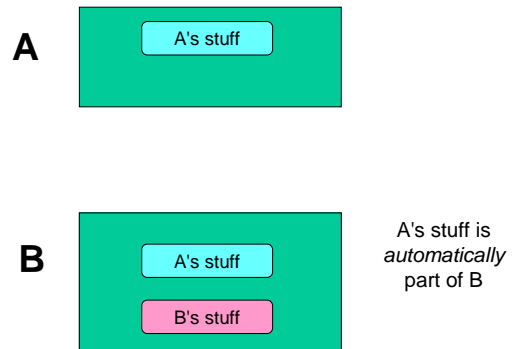 A
A's stuff
B
A's stuff
B's stuff
A's stuff is
automatically
part of B